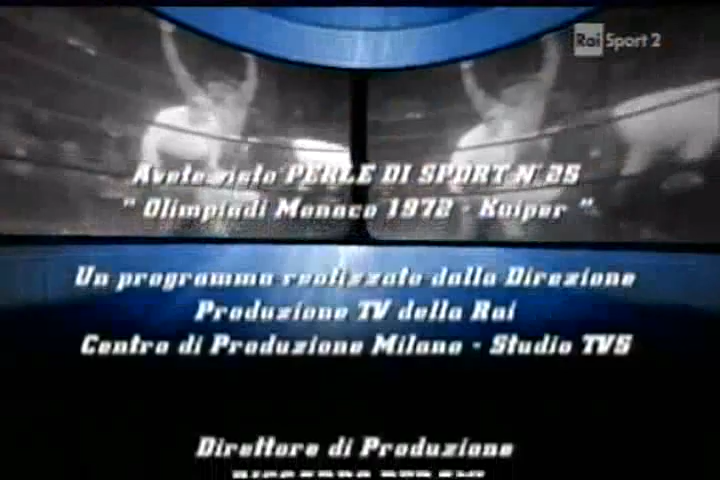 Rai Sport 2
Avete visto PERLE DI SPORT N° 25
" Olimpiadi Monaco 1972 - Kuiper "
Un programma realizzato dalla Direzione
Produzione TV della Rai
Centro di Produzione Milano - Studio TV5
Direttore di Produzione